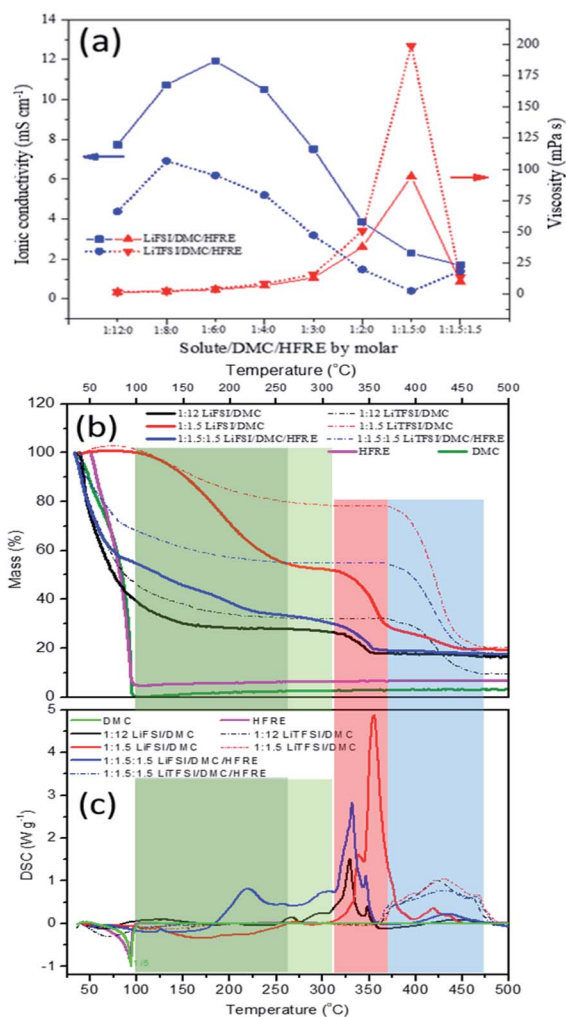 (a)
14
12
10
8
6
4
2
0
Ionic conductivity (mS cm⁻¹)
200
150
100
50
0
Viscosity (mPa s)
LiFSI/DMC/HFRE
LiTFSI/DMC/HFRE
1:12:0 1:8:0 1:6:0 1:4:0 1:3:0 1:2:0 1:1.5:0 1:1.5:1.5
Solute/DMC/HFRE by molar
Temperature (°C)
50 100 150 200 250 300 350 400 450 500
(b)
120
100
80
60
40
20
0
Mass (%)
1:12 LiFSI/DMC 1:12 LiTFSI/DMC
1:1.5 LiFSI/DMC 1:1.5 LiTFSI/DMC
1:1.5:1.5 LiFSI/DMC/HFRE 1:1.5:1.5 LiTFSI/DMC/HFRE
HFRE DMC
(c)
5
4
3
2
1
0
-1
DSC (W g⁻¹)
DMC HFRE
1:12 LiFSI/DMC 1:12 LiTFSI/DMC
1:1.5 LiFSI/DMC 1:1.5 LiTFSI/DMC
1:1.5:1.5 LiFSI/DMC/HFRE
1:1.5:1.5 LiTFSI/DMC/HFRE
1/5
50 100 150 200 250 300 350 400 450 500
Temperature (°C)